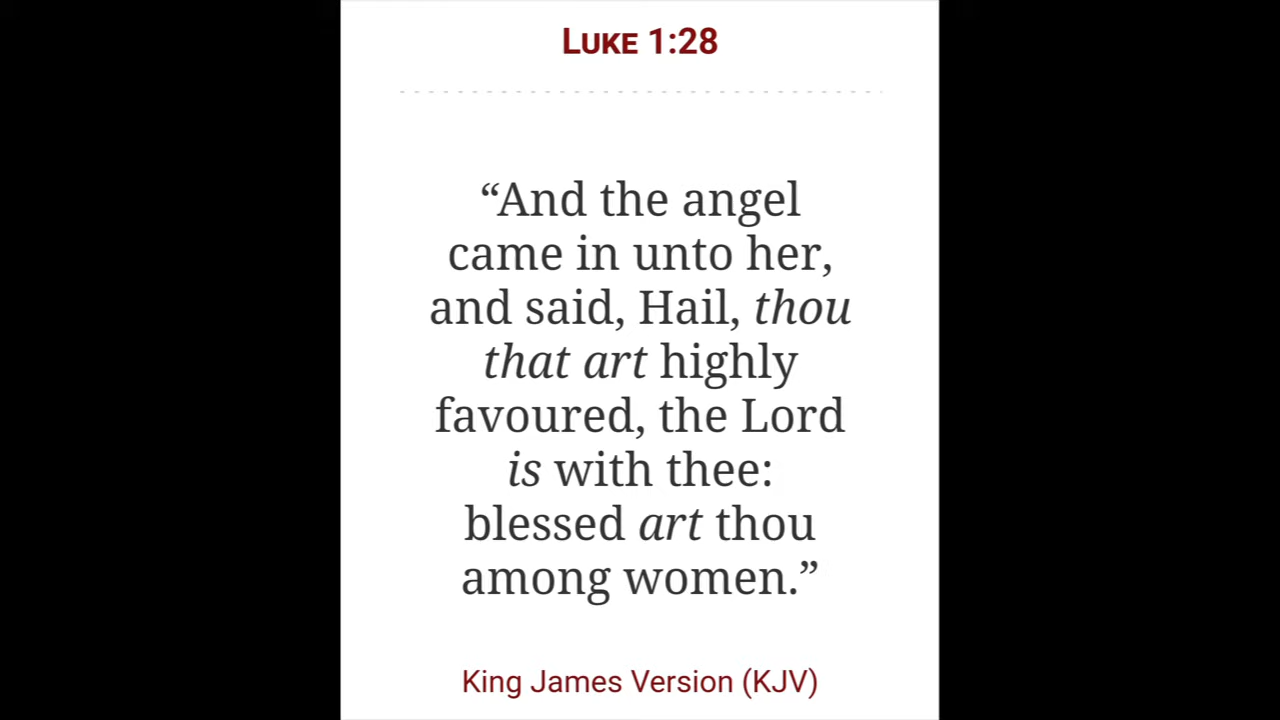 Luke 1:28
“And the angel
came in unto her,
and said, Hail, thou
that art highly
favoured, the Lord
is with thee:
blessed art thou
among women.”
King James Version (KJV)